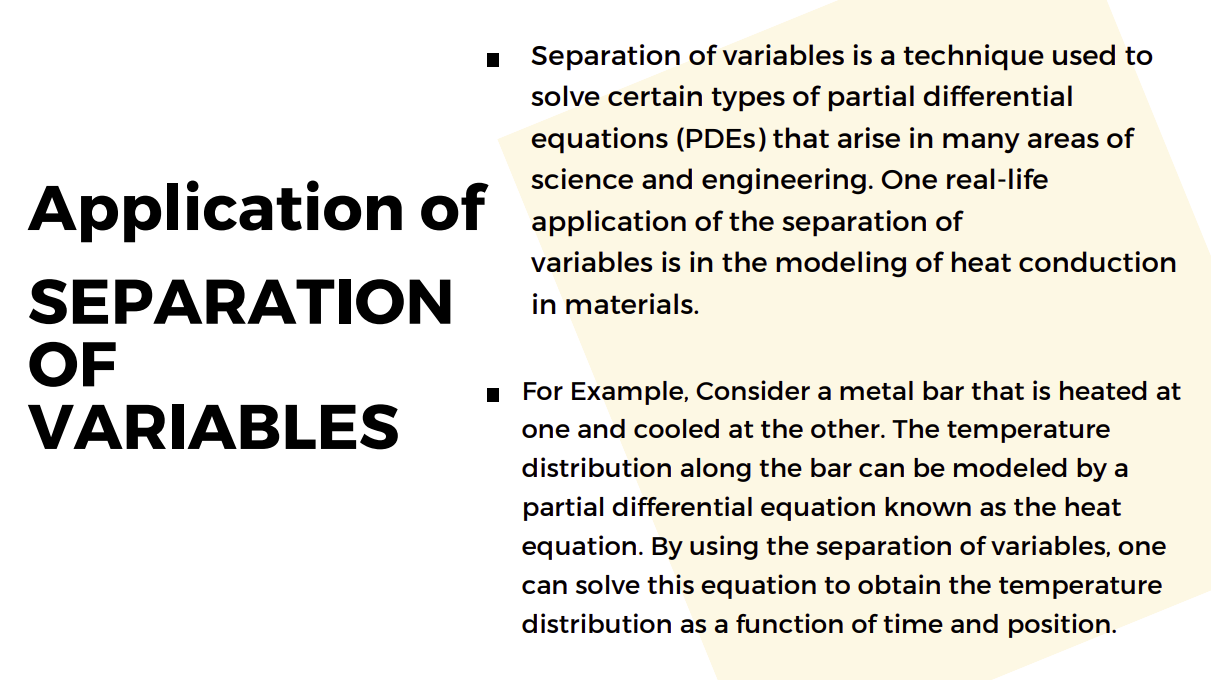 Application of
SEPARATION
OF
VARIABLES
Separation of variables is a technique used to
solve certain types of partial differential
equations (PDEs) that arise in many areas of
science and engineering. One real-life
application of the separation of
variables is in the modeling of heat conduction
in materials.
For Example, Consider a metal bar that is heated at
one and cooled at the other. The temperature
distribution along the bar can be modeled by a
partial differential equation known as the heat
equation. By using the separation of variables, one
can solve this equation to obtain the temperature
distribution as a function of time and position.